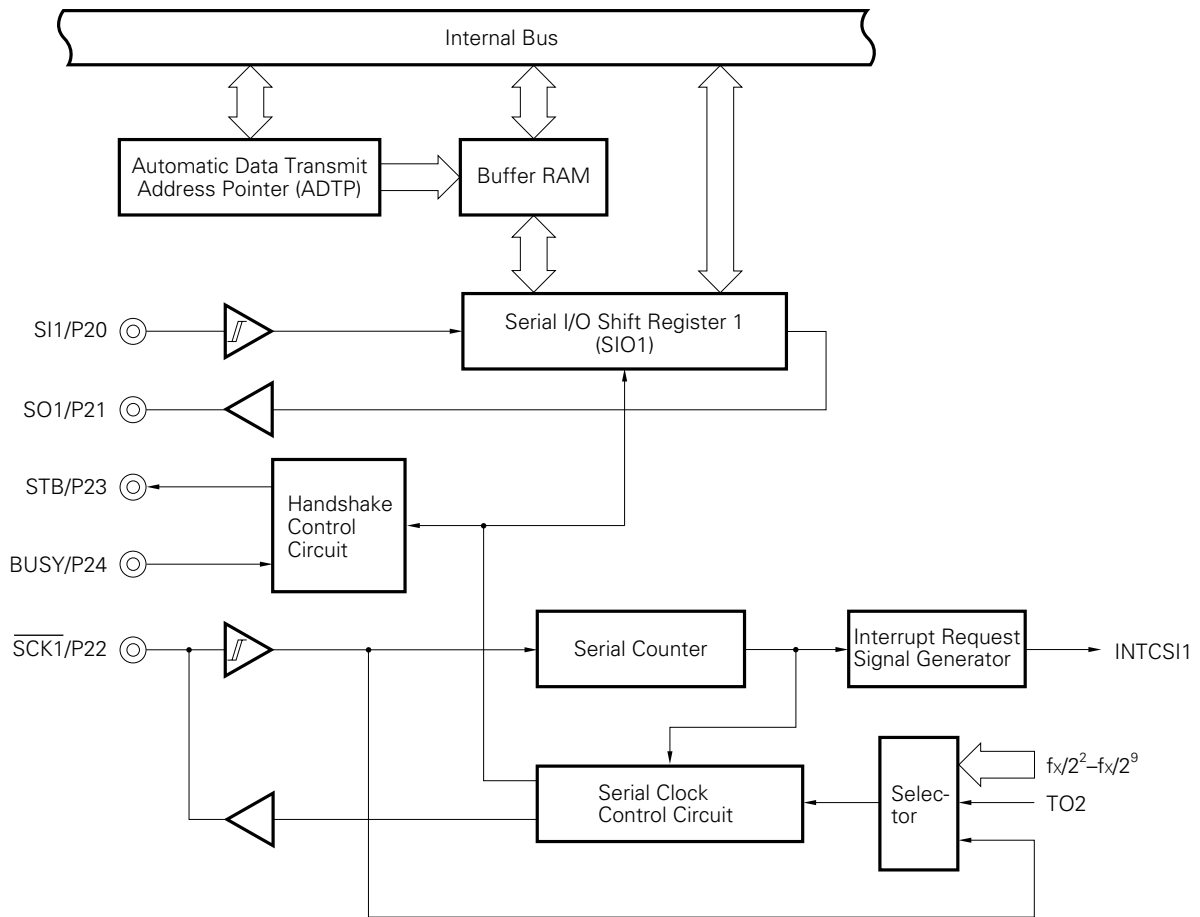 Internal Bus
Automatic Data Transmit
Address Pointer (ADTP)
Buffer RAM
SI1/P20
Serial I/O Shift Register 1
(SIO1)
SO1/P21
STB/P23
Handshake
Control
Circuit
BUSY/P24
S̅C̅K̅1̅/P22
Serial Counter
Interrupt Request
Signal Generator
INTCSI1
Serial Clock
Control Circuit
Selec-
tor
fx/2²–fx/2⁹
TO2